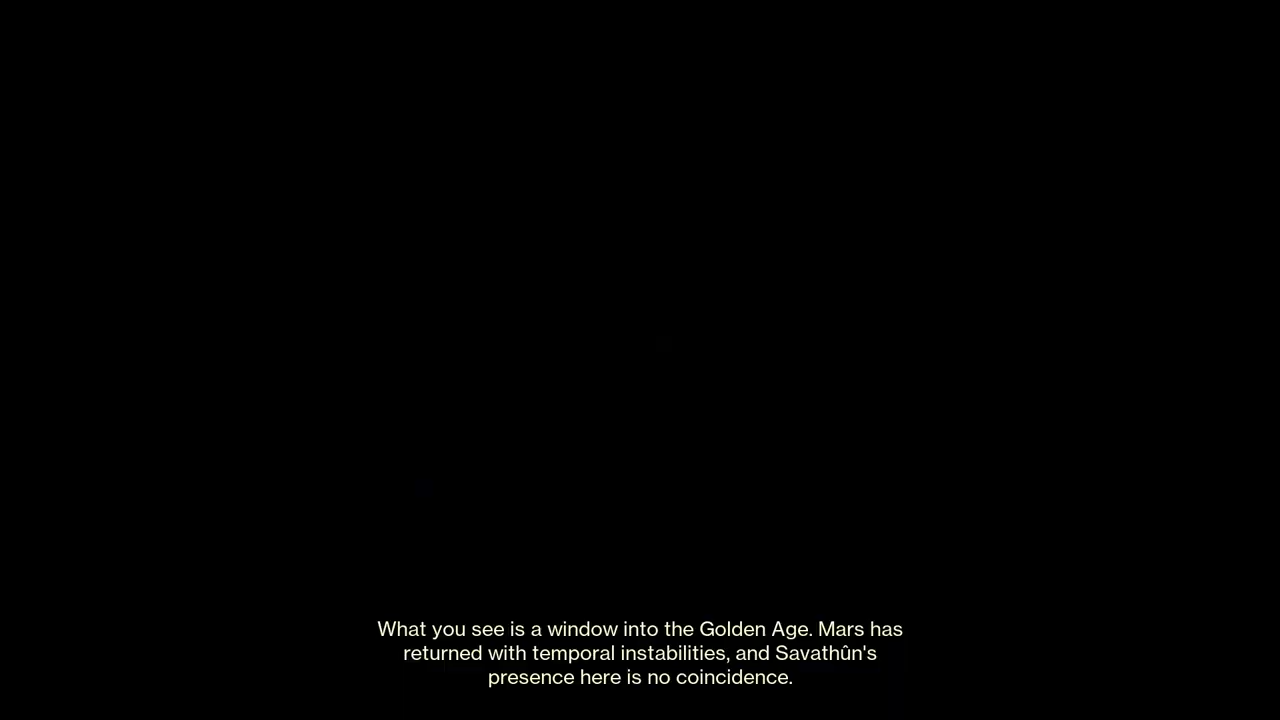 What you see is a window into the Golden Age. Mars has
returned with temporal instabilities, and Savathûn's
presence here is no coincidence.